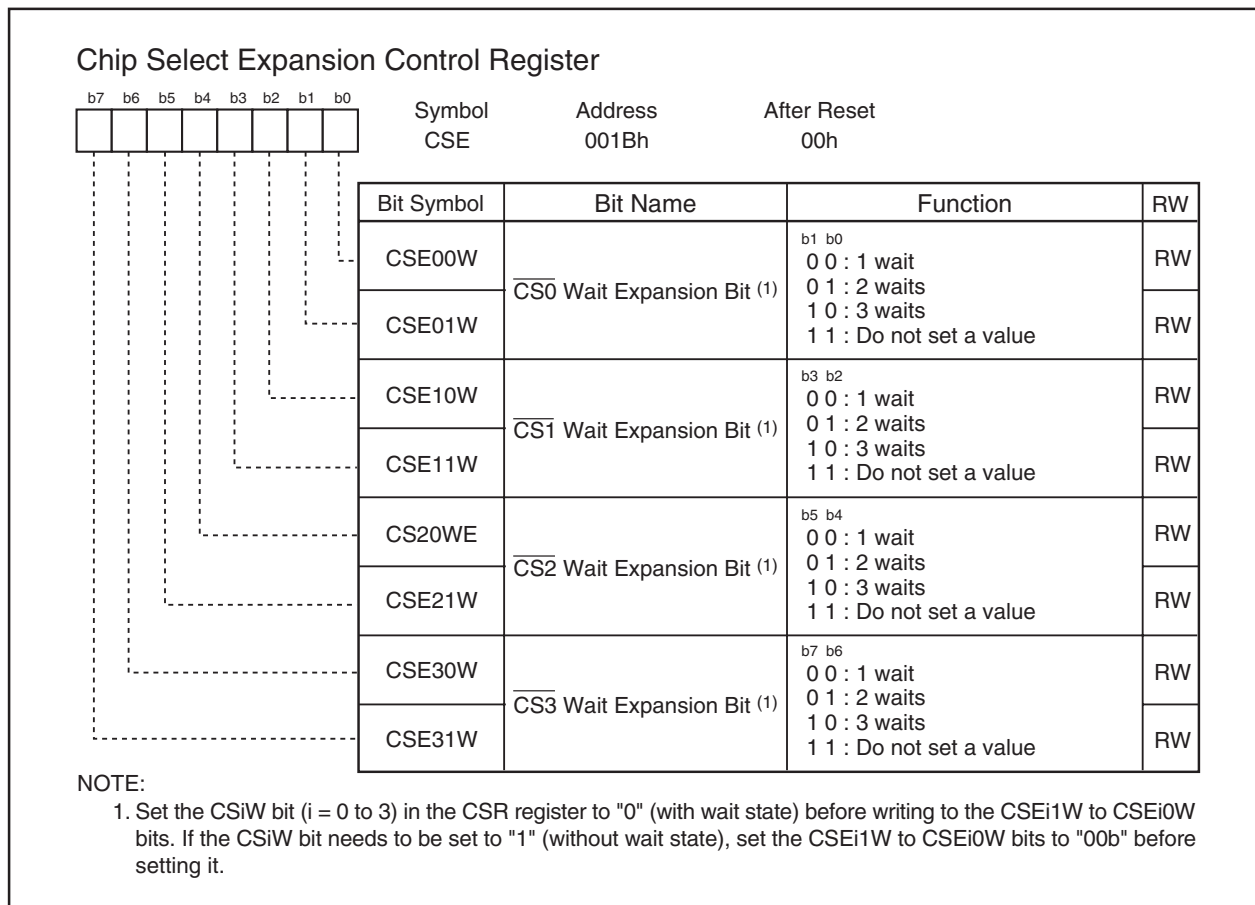 Chip Select Expansion Control Register
b7 b6 b5 b4 b3 b2 b1 b0
Symbol Address After Reset
CSE 001Bh 00h
Bit Symbol Bit Name Function RW
CSE00W
CSE01W
CS0 Wait Expansion Bit (1)
b1 b0
0 0 : 1 wait
0 1 : 2 waits
1 0 : 3 waits
1 1 : Do not set a value
RW
RW
CSE10W
CSE11W
CS1 Wait Expansion Bit (1)
b3 b2
0 0 : 1 wait
0 1 : 2 waits
1 0 : 3 waits
1 1 : Do not set a value
RW
RW
CS20WE
CSE21W
CS2 Wait Expansion Bit (1)
b5 b4
0 0 : 1 wait
0 1 : 2 waits
1 0 : 3 waits
1 1 : Do not set a value
RW
RW
CSE30W
CSE31W
CS3 Wait Expansion Bit (1)
b7 b6
0 0 : 1 wait
0 1 : 2 waits
1 0 : 3 waits
1 1 : Do not set a value
RW
RW
NOTE:
1. Set the CSiW bit (i = 0 to 3) in the CSR register to "0" (with wait state) before writing to the CSEi1W to CSEi0W
bits. If the CSiW bit needs to be set to "1" (without wait state), set the CSEi1W to CSEi0W bits to "00b" before
setting it.